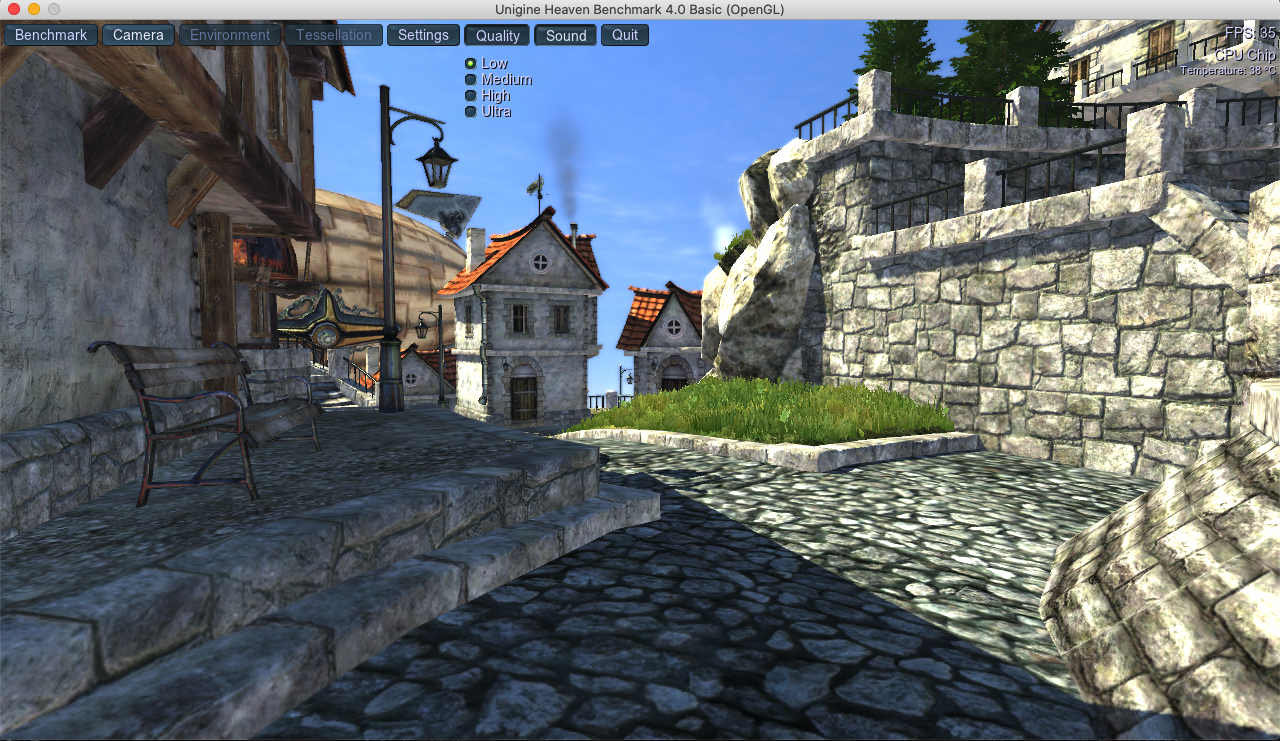 Unigine Heaven Benchmark 4.0 Basic (OpenGL)
Benchmark Camera Environment Tessellation Settings Quality Sound Quit
FPS: 35
GPU Chip
Temperature: 38 °C
Low
Medium
High
Ultra